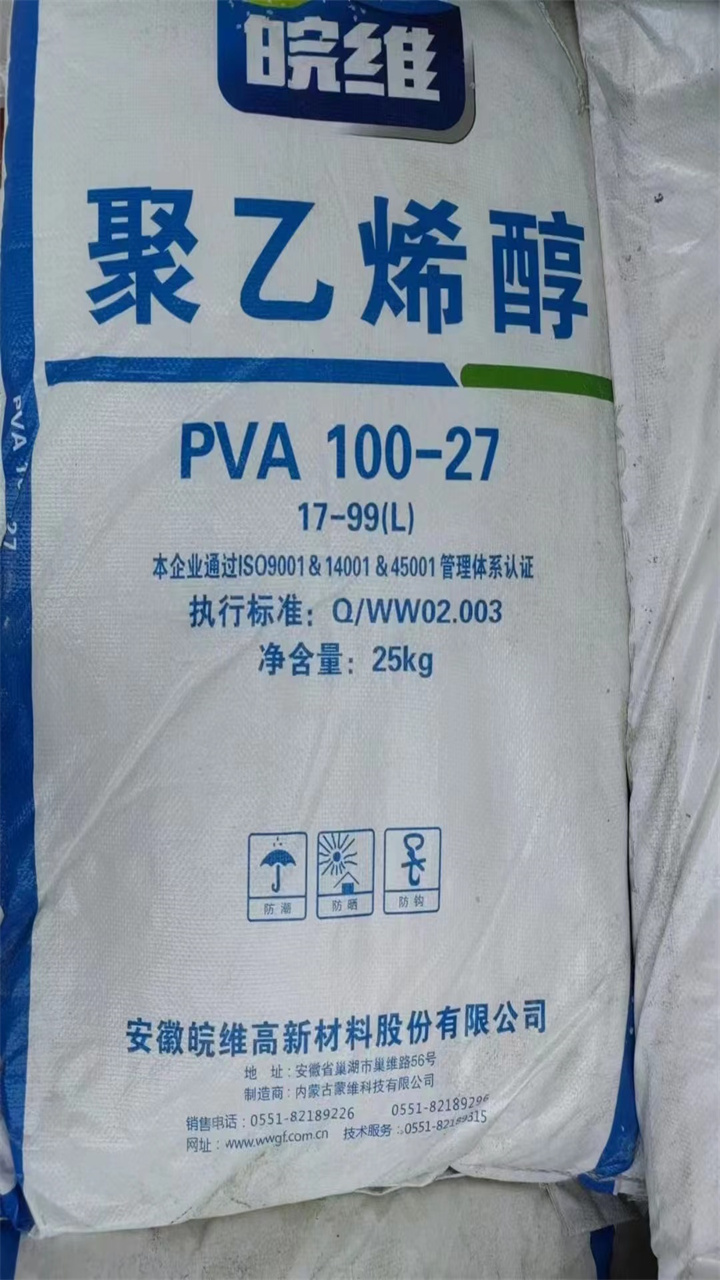 皖维
聚乙烯醇
PVA 100-27
17-99(L)
本企业通过ISO9001 & 14001 & 45001 管理体系认证
执行标准：Q/WW02.003
净含量：25kg
防潮 防晒 防钩
安徽皖维高新材料股份有限公司
地 址：安徽省巢湖市巢维路56号
制造商：内蒙古蒙维科技有限公司
销售电话：0551-82189226 0551-82189296
网址：www.wwgf.com.cn 技术服务：0551-82189315
PVA
27